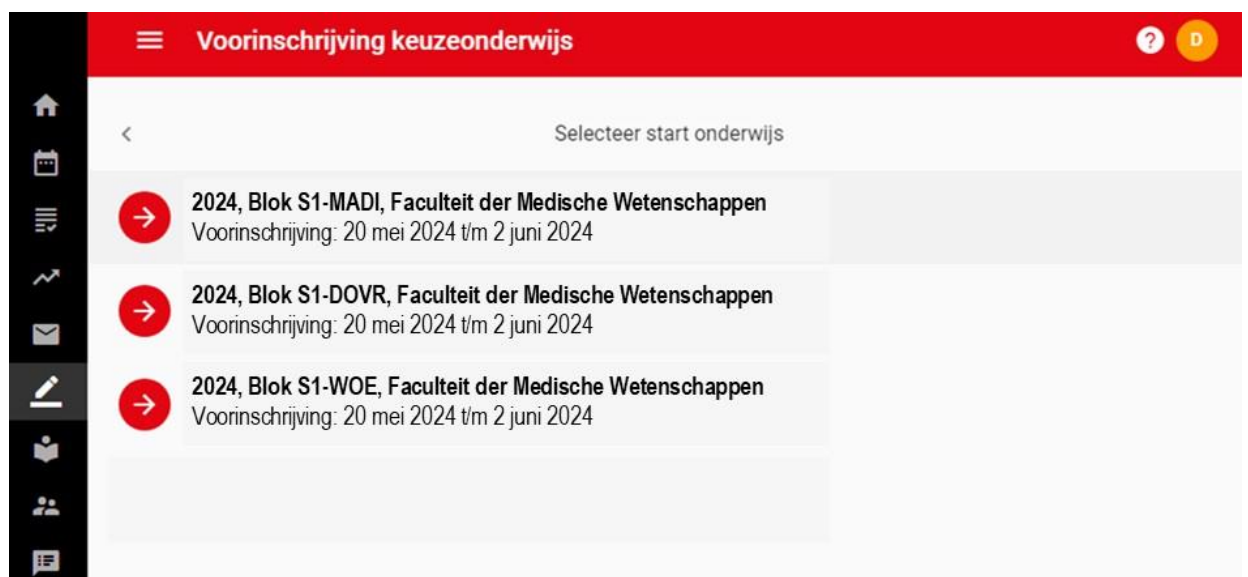 Voorinschrijving keuzeonderwijs
?
D
<
Selecteer start onderwijs
2024, Blok S1-MADI, Faculteit der Medische Wetenschappen
Voorinschrijving: 20 mei 2024 t/m 2 juni 2024
2024, Blok S1-DOVR, Faculteit der Medische Wetenschappen
Voorinschrijving: 20 mei 2024 t/m 2 juni 2024
2024, Blok S1-WOE, Faculteit der Medische Wetenschappen
Voorinschrijving: 20 mei 2024 t/m 2 juni 2024